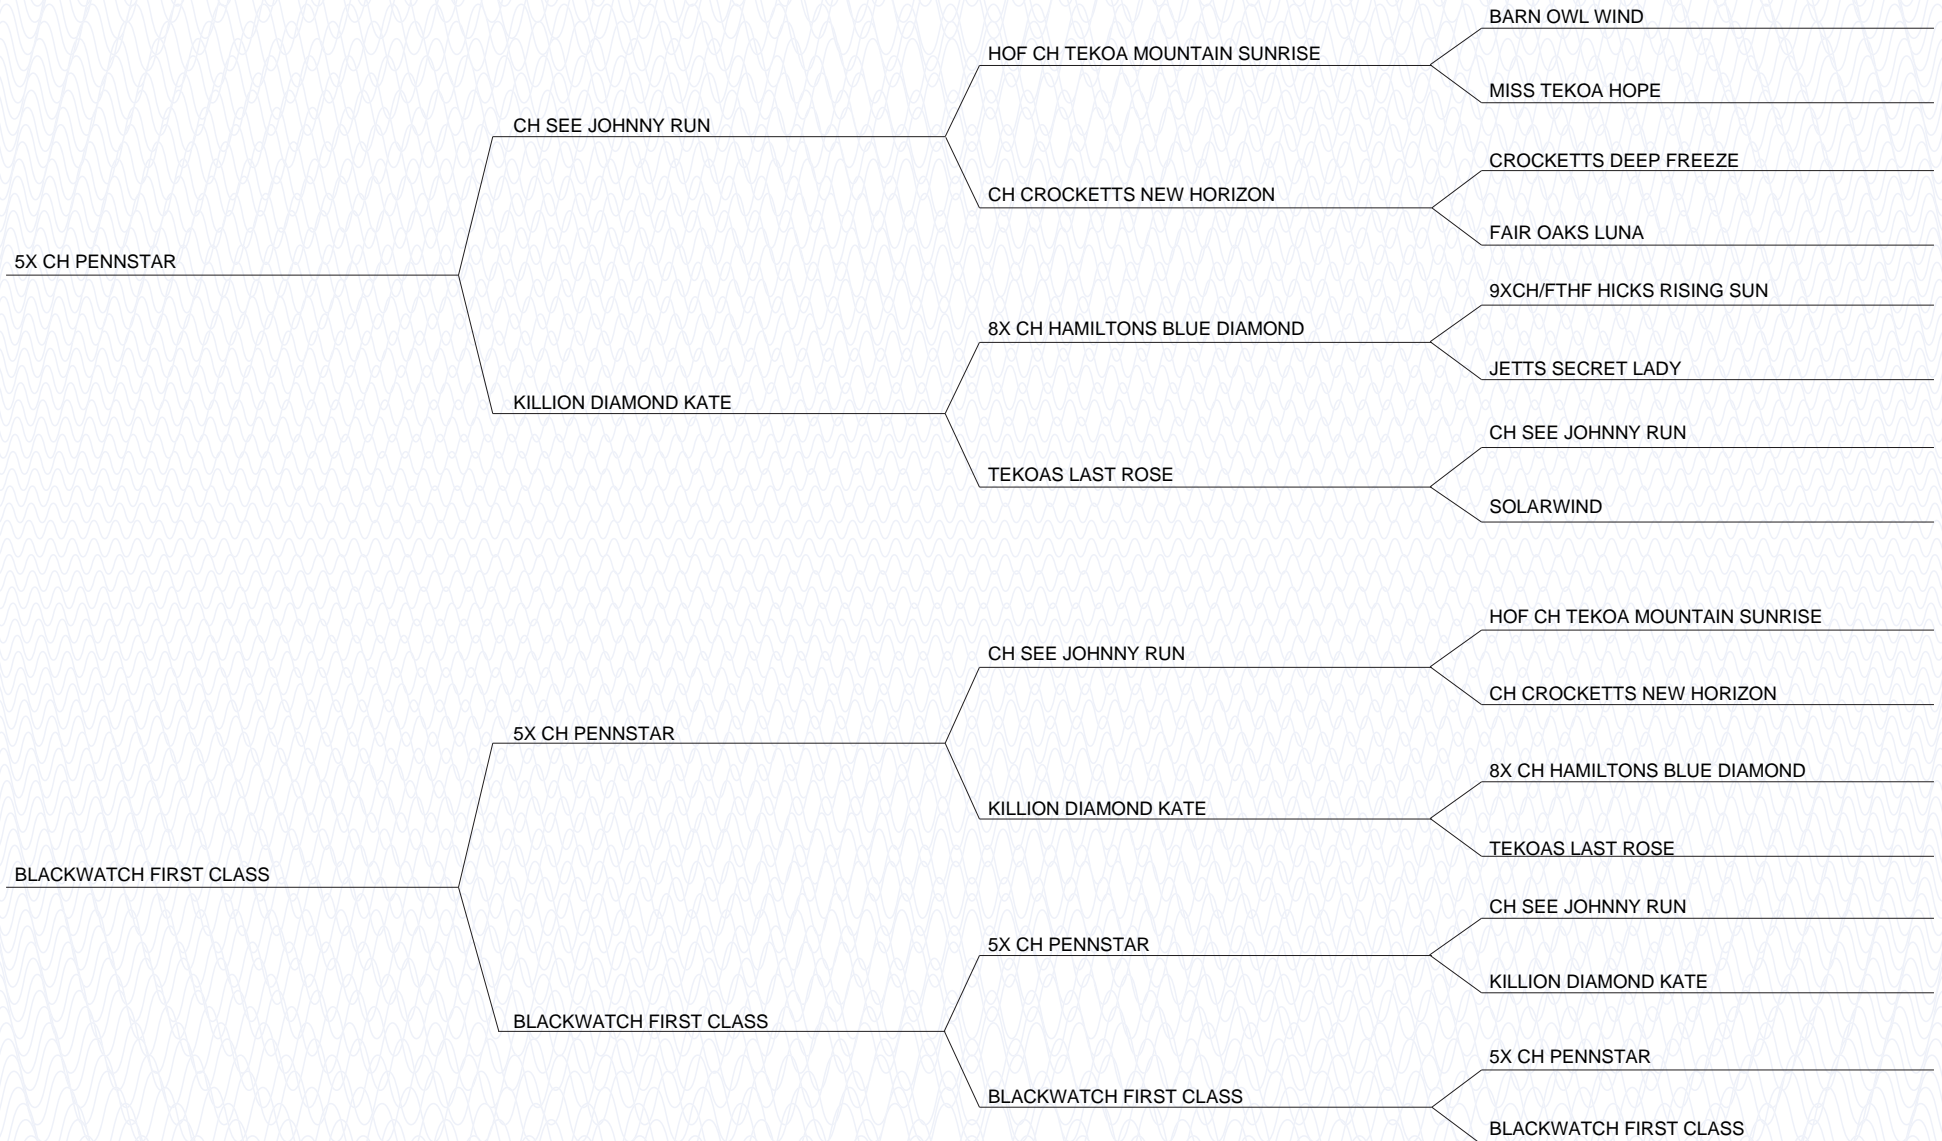 BARN OWL WIND
HOF CH TEKOA MOUNTAIN SUNRISE
MISS TEKOA HOPE
CH SEE JOHNNY RUN
CROCKETTS DEEP FREEZE
CH CROCKETTS NEW HORIZON
FAIR OAKS LUNA
5X CH PENNSTAR
9XCH/FTHF HICKS RISING SUN
8X CH HAMILTONS BLUE DIAMOND
JETTS SECRET LADY
KILLION DIAMOND KATE
CH SEE JOHNNY RUN
TEKOAS LAST ROSE
SOLARWIND
HOF CH TEKOA MOUNTAIN SUNRISE
CH SEE JOHNNY RUN
CH CROCKETTS NEW HORIZON
5X CH PENNSTAR
8X CH HAMILTONS BLUE DIAMOND
KILLION DIAMOND KATE
TEKOAS LAST ROSE
BLACKWATCH FIRST CLASS
CH SEE JOHNNY RUN
5X CH PENNSTAR
KILLION DIAMOND KATE
BLACKWATCH FIRST CLASS
5X CH PENNSTAR
BLACKWATCH FIRST CLASS
BLACKWATCH FIRST CLASS